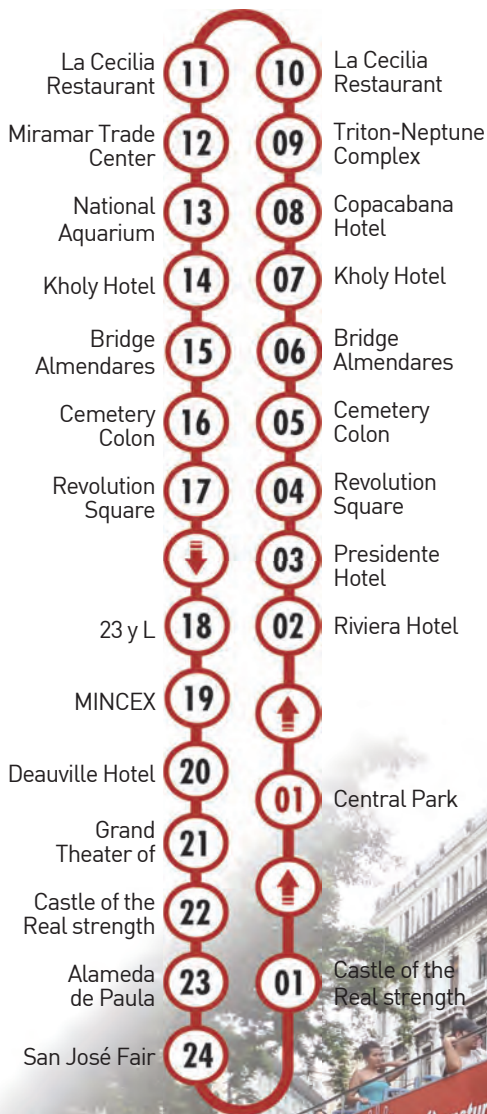 La Cecilia
Restaurant
11
10
La Cecilia
Restaurant
Miramar Trade
Center
12
09
Triton-Neptune
Complex
National
Aquarium
13
08
Copacabana
Hotel
Kholy Hotel
14
07
Kholy Hotel
Bridge
Almendares
15
06
Bridge
Almendares
Cemetery
Colon
16
05
Cemetery
Colon
Revolution
Square
17
04
Revolution
Square
03
Presidente
Hotel
23 y L
18
02
Riviera Hotel
MINCEX
19
Deauville Hotel
20
01
Central Park
Grand
Theater of
21
Castle of the
Real strength
22
Alameda
de Paula
23
01
Castle of the
Real strength
San José Fair
24